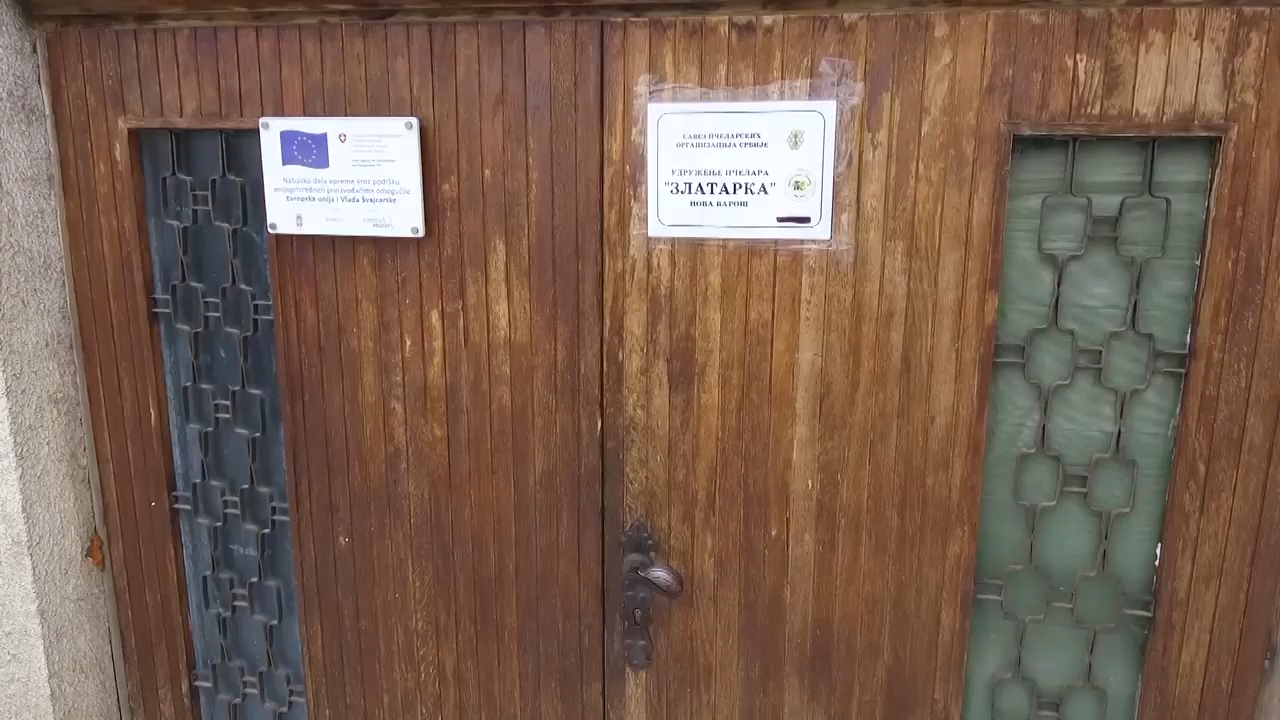 Nabavku dela opreme kroz podršku
poljoprivrednim proizvođačima omogućile
Evropska unija i Vlada Švajcarske
САВЕЗ ПЧЕЛАРСКИХ
ОРГАНИЗАЦИЈА СРБИЈЕ
УДРУЖЕЊЕ ПЧЕЛАРА
"ЗЛАТАРКА"
НОВА ВАРОШ